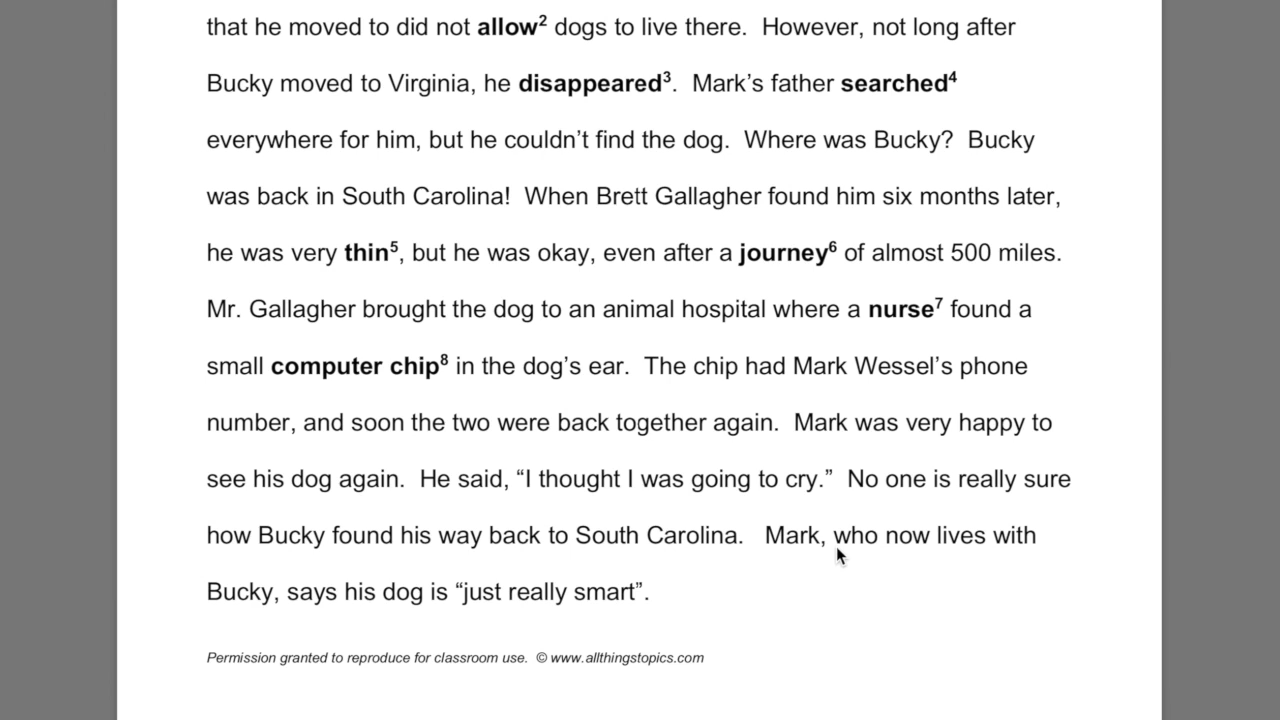 that he moved to did not allow² dogs to live there.  However, not long after
Bucky moved to Virginia, he disappeared³.  Mark’s father searched⁴
everywhere for him, but he couldn’t find the dog.  Where was Bucky?  Bucky
was back in South Carolina!  When Brett Gallagher found him six months later,
he was very thin⁵, but he was okay, even after a journey⁶ of almost 500 miles.
Mr. Gallagher brought the dog to an animal hospital where a nurse⁷ found a
small computer chip⁸ in the dog’s ear.  The chip had Mark Wessel’s phone
number, and soon the two were back together again.  Mark was very happy to
see his dog again.  He said, “I thought I was going to cry.”  No one is really sure
how Bucky found his way back to South Carolina.   Mark, who now lives with
Bucky, says his dog is “just really smart”.
Permission granted to reproduce for classroom use.  © www.allthingstopics.com